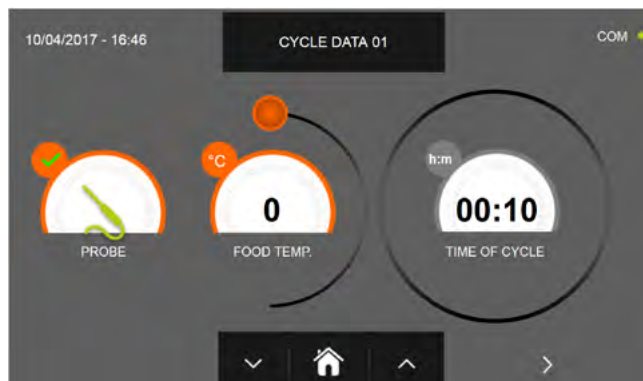 10/04/2017 - 16:46
CYCLE DATA 01
COM
°C
h:m
0
00:10
PROBE
FOOD TEMP.
TIME OF CYCLE